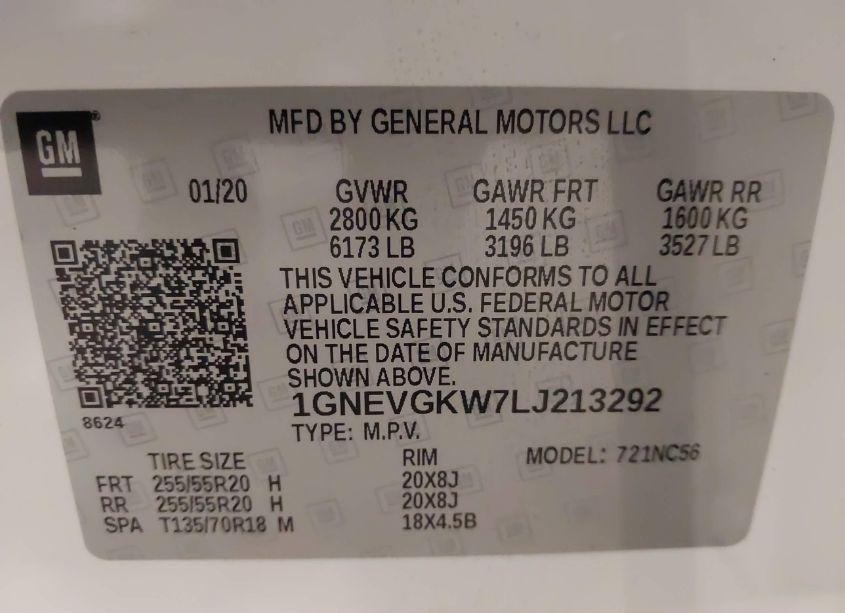 GM®
MFD BY GENERAL MOTORS LLC
01/20 GVWR GAWR FRT GAWR RR
2800 KG 1450 KG 1600 KG
6173 LB 3196 LB 3527 LB
THIS VEHICLE CONFORMS TO ALL
APPLICABLE U.S. FEDERAL MOTOR
VEHICLE SAFETY STANDARDS IN EFFECT
ON THE DATE OF MANUFACTURE
SHOWN ABOVE.
1GNEVGKW7LJ213292
8624
TYPE: M.P.V.
TIRE SIZE RIM MODEL: 721NC56
FRT 255/55R20 H 20X8J
RR 255/55R20 H 20X8J
SPA T135/70R18 M 18X4.5B